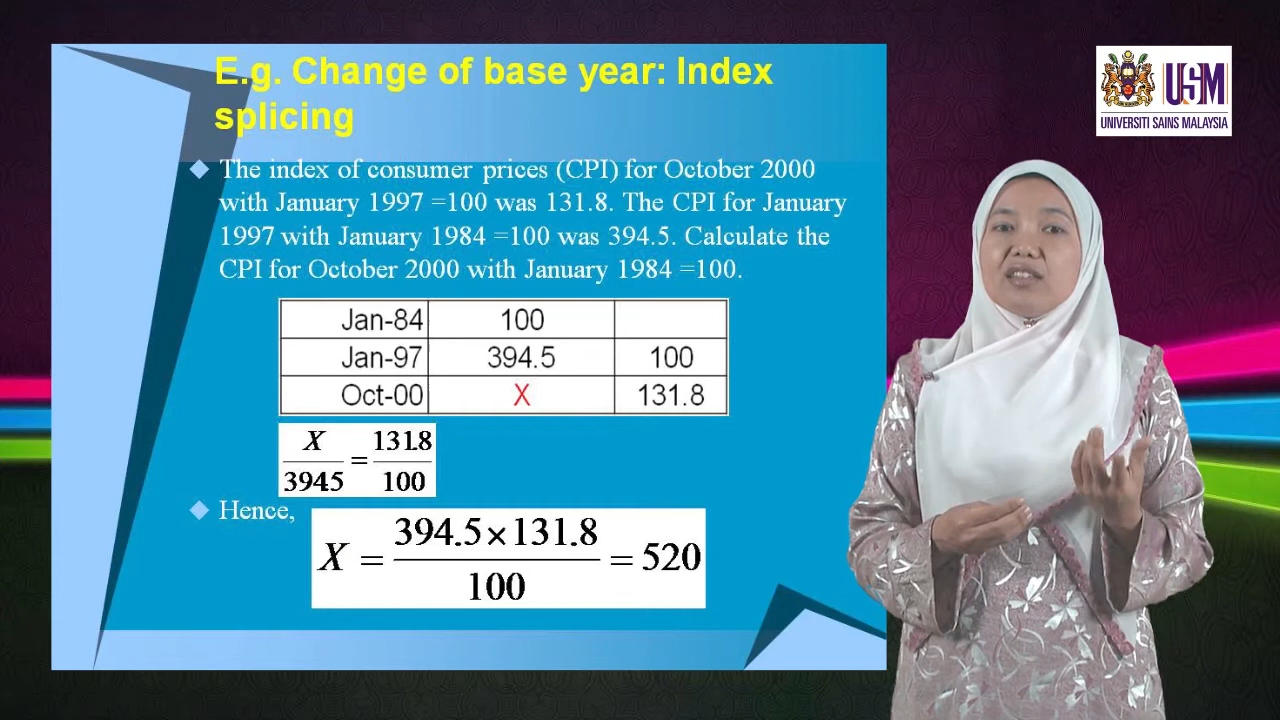 E.g. Change of base year: Index
splicing
The index of consumer prices (CPI) for October 2000
with January 1997 =100 was 131.8. The CPI for January
1997 with January 1984 =100 was 394.5. Calculate the
CPI for October 2000 with January 1984 =100.
Jan-84 100
Jan-97 394.5 100
Oct-00 X 131.8
X/3945 = 131.8/100
Hence,
X = 394.5×131.8/100 = 520
USM
UNIVERSITI SAINS MALAYSIA